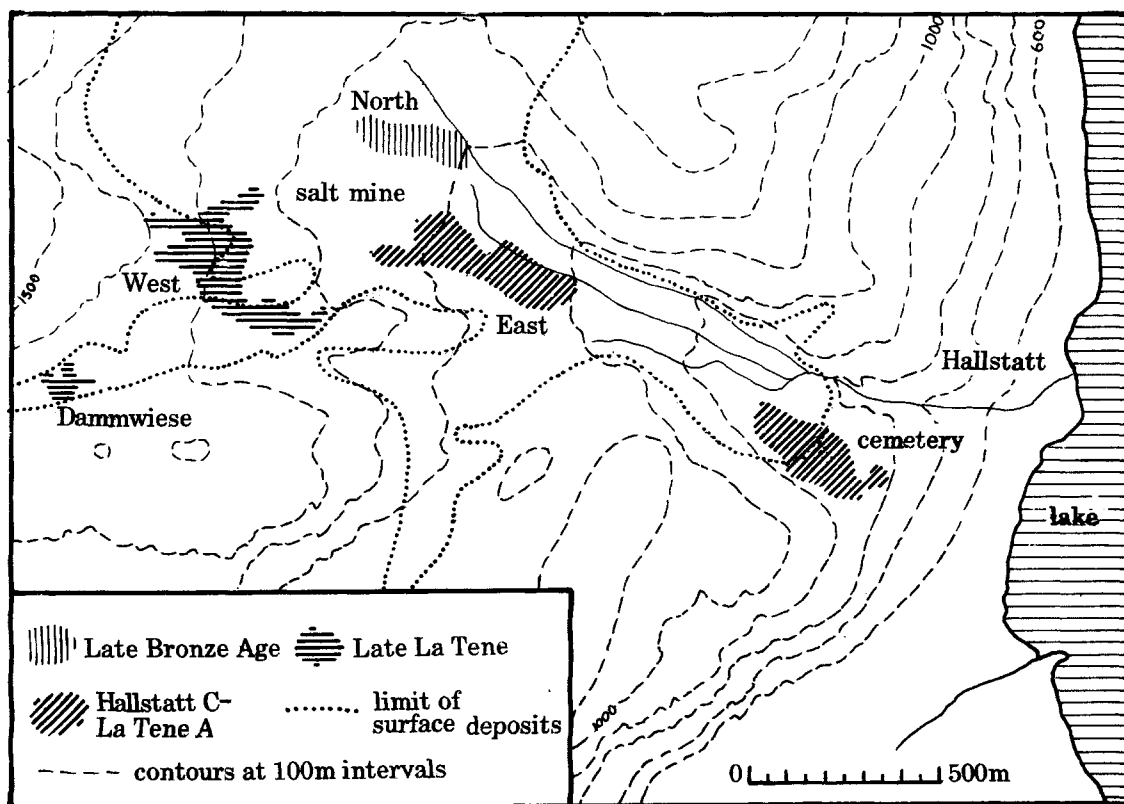 1000
600
North
salt mine
West
1500
East
Hallstatt
Dammwiese
cemetery
lake
Late Bronze Age
Late La Tene
Hallstatt C-
La Tene A
limit of
surface deposits
contours at 100m intervals
1000
0 500m